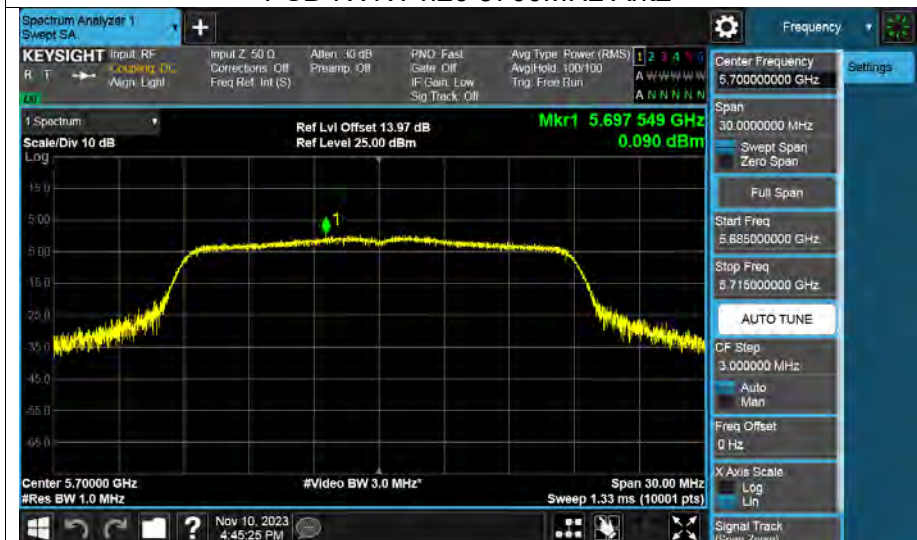 Spectrum Analyzer 1
Swept SA
+
Frequency
KEYSIGHT
Input: RF
Coupling: DC
Align: Light
R T
Input Z: 50 Ω
Corrections: Off
Freq Ref: Int (S)
Atten: 30 dB
Preamp: Off
PNO: Fast
Gate: Off
IF Gain: Low
Sig Track: Off
Avg Type: Power (RMS)
Avg|Hold: 100/100
Trig: Free Run
1 2 3 4 5 6
A W W W W W
A N N N N N
Center Frequency
5.700000000 GHz
Settings
1 Spectrum
Scale/Div 10 dB
Log
Ref Lvl Offset 13.97 dB
Ref Level 25.00 dBm
Mkr1 5.697 549 GHz
0.090 dBm
Span
30.0000000 MHz
Swept Span
Zero Span
Full Span
Start Freq
5.685000000 GHz
Stop Freq
5.715000000 GHz
AUTO TUNE
CF Step
3.000000 MHz
Auto
Man
Freq Offset
0 Hz
X Axis Scale
Log
Lin
Signal Track
(Span Zoom)
15.0
5.00
1
-5.00
-15.0
-25.0
-35.0
-45.0
-55.0
-65.0
Center 5.70000 GHz
#Res BW 1.0 MHz
#Video BW 3.0 MHz*
Span 30.00 MHz
Sweep 1.33 ms (10001 pts)
?
Nov 10, 2023
4:45:25 PM